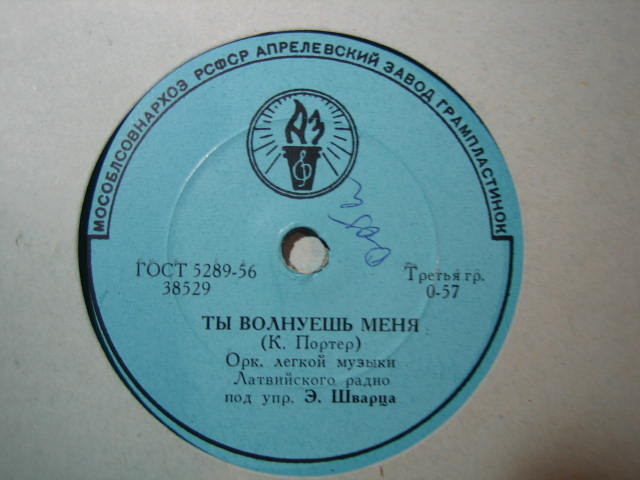 МОСОБЛСОВНАРХОЗ РСФСР АПРЕЛЕВСКИЙ ЗАВОД ГРАМПЛАСТИНОК
АЗ
ГОСТ 5289-56
38529
Третья гр.
0-57
ТЫ ВОЛНУЕШЬ МЕНЯ
(К. Портер)
Орк. легкой музыки
Латвийского радио
под упр. Э. Шварца